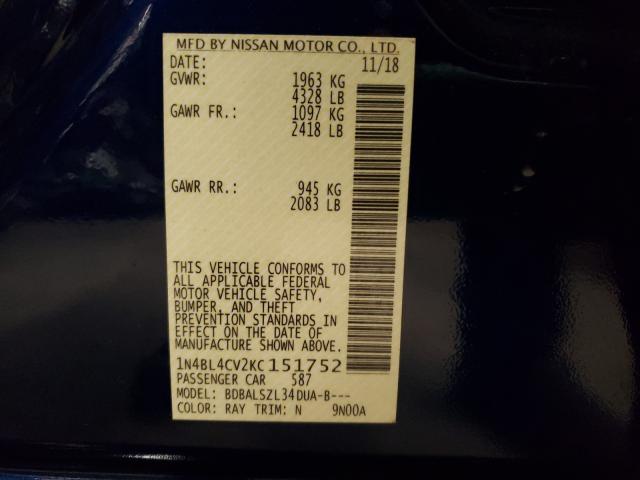 MFD BY NISSAN MOTOR CO., LTD.
DATE: 11/18
GVWR: 1963 KG
4328 LB
GAWR FR.: 1097 KG
2418 LB
GAWR RR.: 945 KG
2083 LB
THIS VEHICLE CONFORMS TO
ALL APPLICABLE FEDERAL
MOTOR VEHICLE SAFETY,
BUMPER, AND THEFT
PREVENTION STANDARDS IN
EFFECT ON THE DATE OF
MANUFACTURE SHOWN ABOVE.
1N4BL4CV2KC151752
PASSENGER CAR 587
MODEL: BDBALSZL34DUA-B---
COLOR: RAY TRIM: N 9N00A